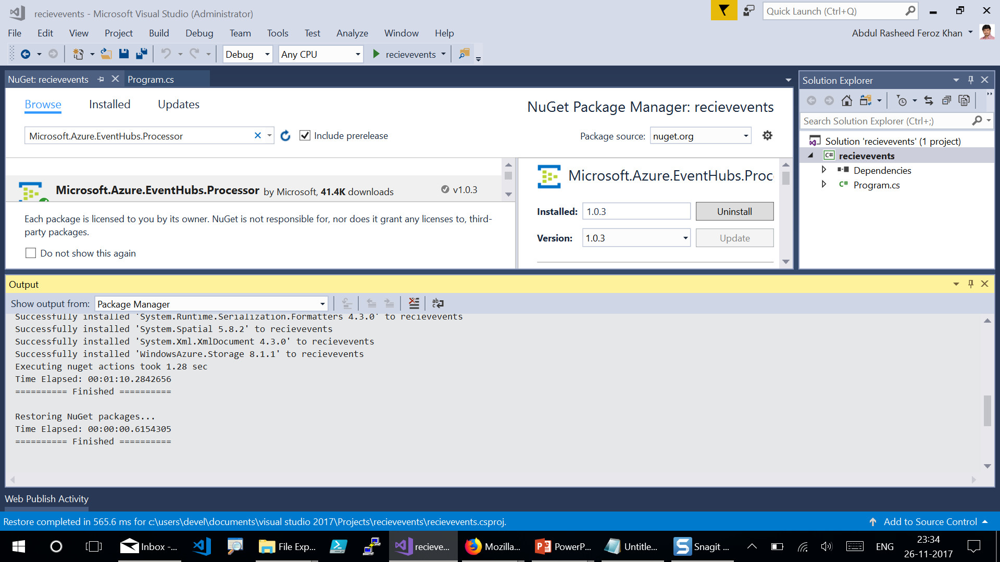 recievevents - Microsoft Visual Studio (Administrator)
Quick Launch (Ctrl+Q)
File Edit View Project Build Debug Team Tools Test Analyze Window Help
Abdul Rasheed Feroz Khan
Debug Any CPU recievevents
NuGet: recievevents Program.cs
Browse Installed Updates
NuGet Package Manager: recievevents
Microsoft.Azure.EventHubs.Processor Include prerelease
Package source: nuget.org
Microsoft.Azure.EventHubs.Processor by Microsoft, 41.4K downloads v1.0.3
Each package is licensed to you by its owner. NuGet is not responsible for, nor does it grant any licenses to, third-
party packages.
Do not show this again
Microsoft.Azure.EventHubs.Proc
Installed: 1.0.3 Uninstall
Version: 1.0.3 Update
Solution Explorer
Search Solution Explorer (Ctrl+;)
Solution 'recievevents' (1 project)
C# recievevents
Dependencies
C# Program.cs
Output
Show output from: Package Manager
Successfully installed 'System.Runtime.Serialization.Formatters 4.3.0' to recievevents
Successfully installed 'System.Spatial 5.8.2' to recievevents
Successfully installed 'System.Xml.XmlDocument 4.3.0' to recievevents
Successfully installed 'WindowsAzure.Storage 8.1.1' to recievevents
Executing nuget actions took 1.28 sec
Time Elapsed: 00:01:10.2842656
========== Finished ==========
Restoring NuGet packages...
Time Elapsed: 00:00:00.6154305
========== Finished ==========
Web Publish Activity
Restore completed in 565.6 ms for c:\users\devel\documents\visual studio 2017\Projects\recievevents\recievevents.csproj.
Add to Source Control
Inbox -... File Exp... recieve... Mozilla... PowerP... Untitle... Snagit ...
ENG
23:34
26-11-2017